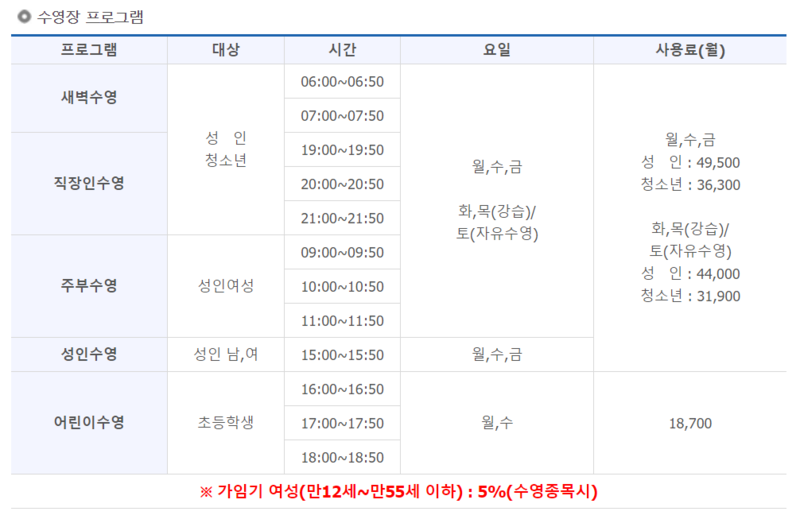 수영장 프로그램
프로그램 대상 시간 요일 사용료(월)
새벽수영
성 인
청소년
06:00~06:50
07:00~07:50
직장인수영
19:00~19:50
20:00~20:50
21:00~21:50
월,수,금
화,목(강습)/
토(자유수영)
월,수,금
성 인 : 49,500
청소년 : 36,300
화,목(강습)/
토(자유수영)
성 인 : 44,000
청소년 : 31,900
주부수영
성인여성
09:00~09:50
10:00~10:50
11:00~11:50
성인수영 성인 남,여 15:00~15:50 월,수,금
어린이수영
초등학생
16:00~16:50
17:00~17:50
18:00~18:50
월,수
18,700
※ 가임기 여성(만12세~만55세 이하) : 5%(수영종목시)